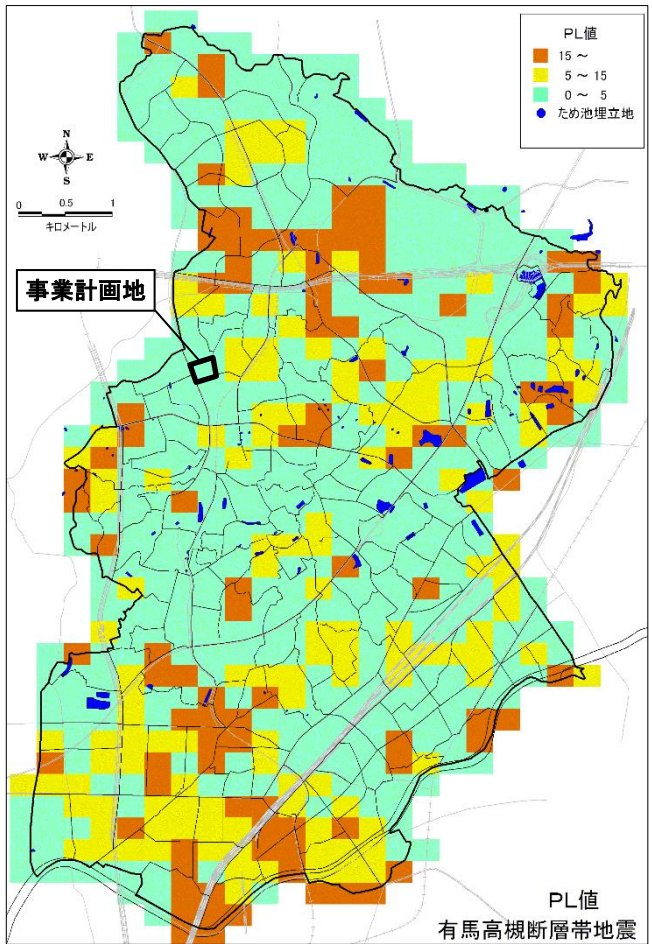 PL値
15 ～
5 ～ 15
0 ～ 5
ため池埋立地
N
W E
S
0 0.5 1
キロメートル
事業計画地
PL値
有馬高槻断層帯地震